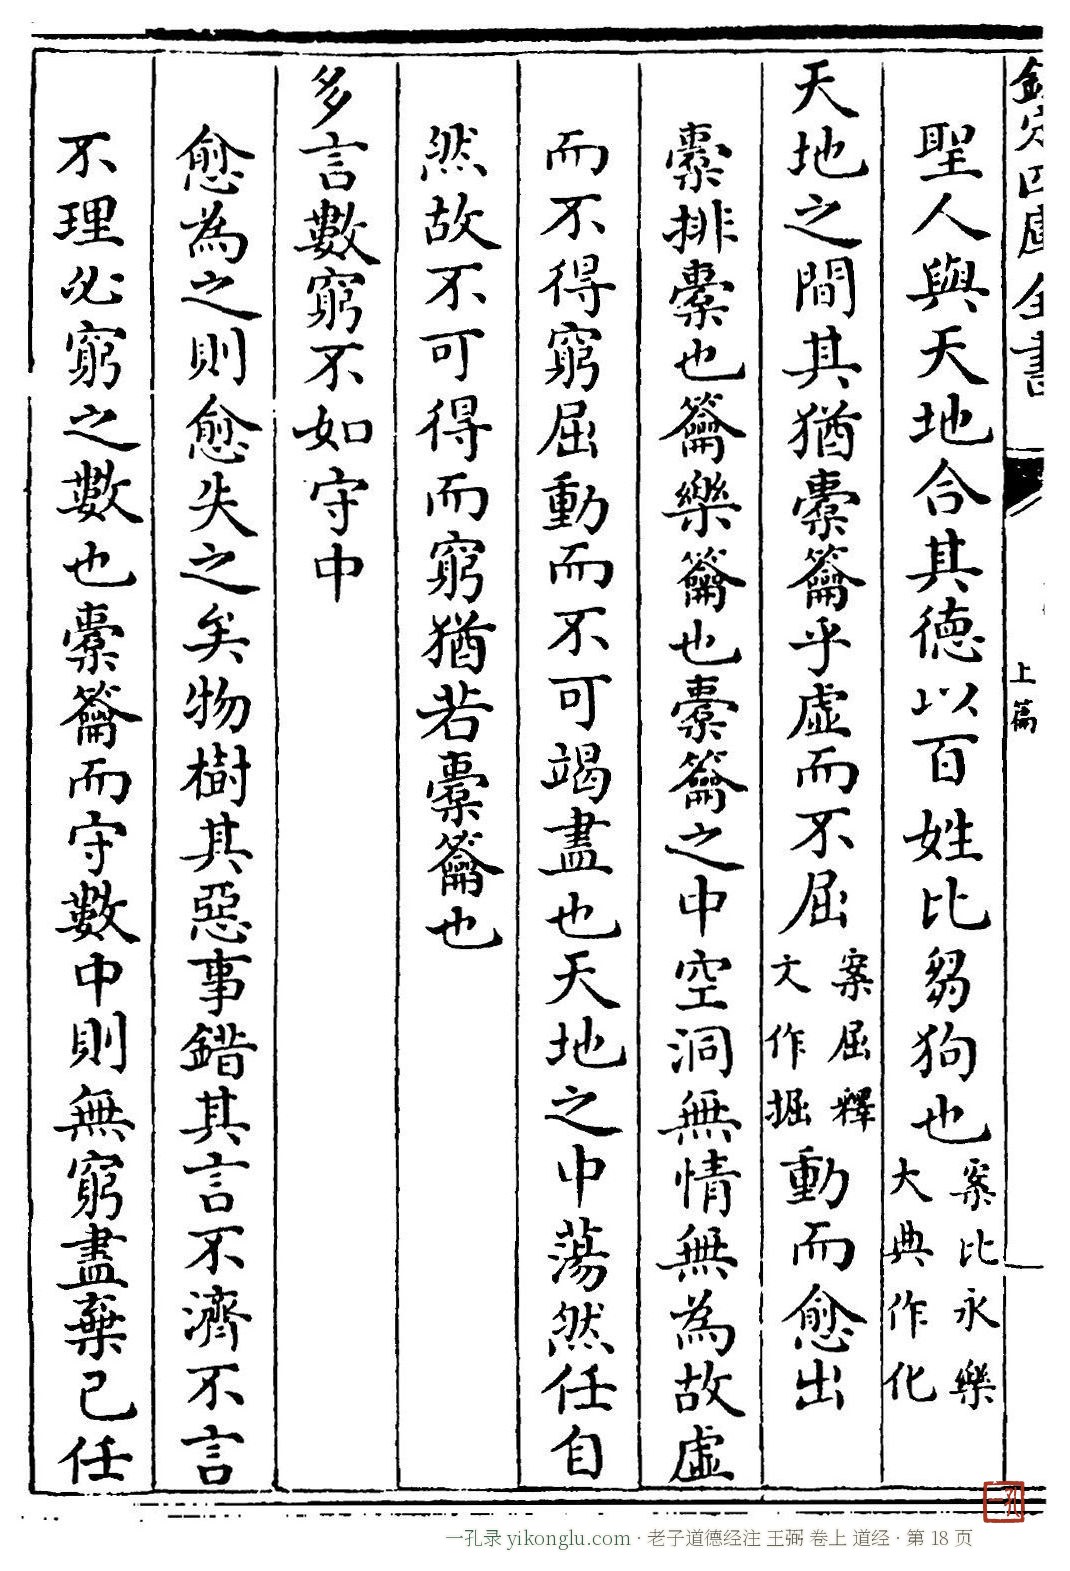 欽定四庫全書
上篇
聖人與天地合其德以百姓比芻狗也案比永樂大典作化
天地之間其猶橐籥乎虛而不屈案屈釋文作掘動而愈出
橐排橐也籥樂籥也橐籥之中空洞無情無為故虛
而不得窮屈動而不可竭盡也天地之中蕩然任自
然故不可得而窮猶若橐籥也
多言數窮不如守中
愈為之則愈失之矣物樹其惡事錯其言不濟不言
不理必窮之數也橐籥而守數中則無窮盡棄已任
一孔
一孔录 yikonglu.com · 老子道德经注 王弼 卷上 道经 · 第 18 页